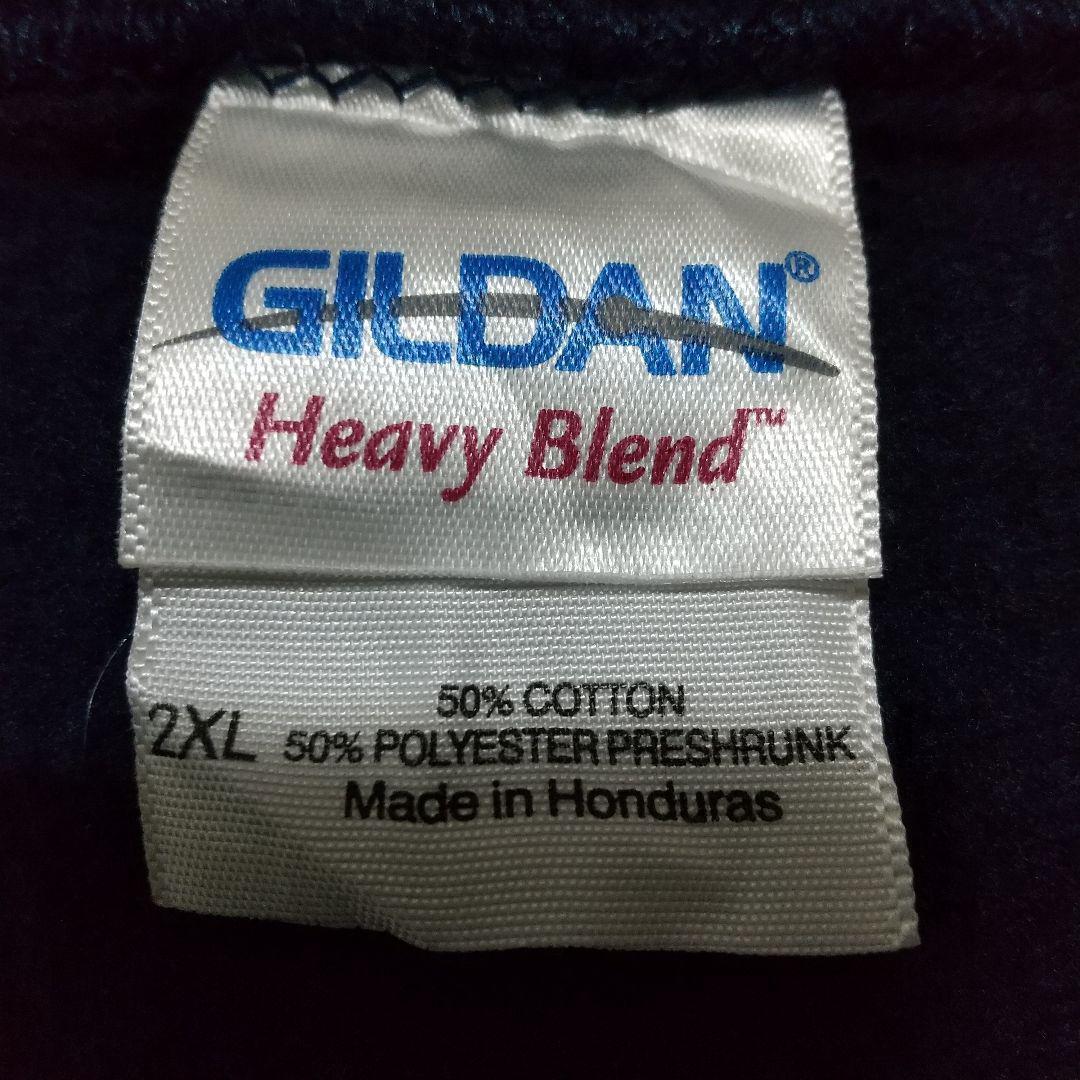 GILDAN®
Heavy Blend™
50% COTTON
2XL 50% POLYESTER PRESHRUNK
Made in Honduras